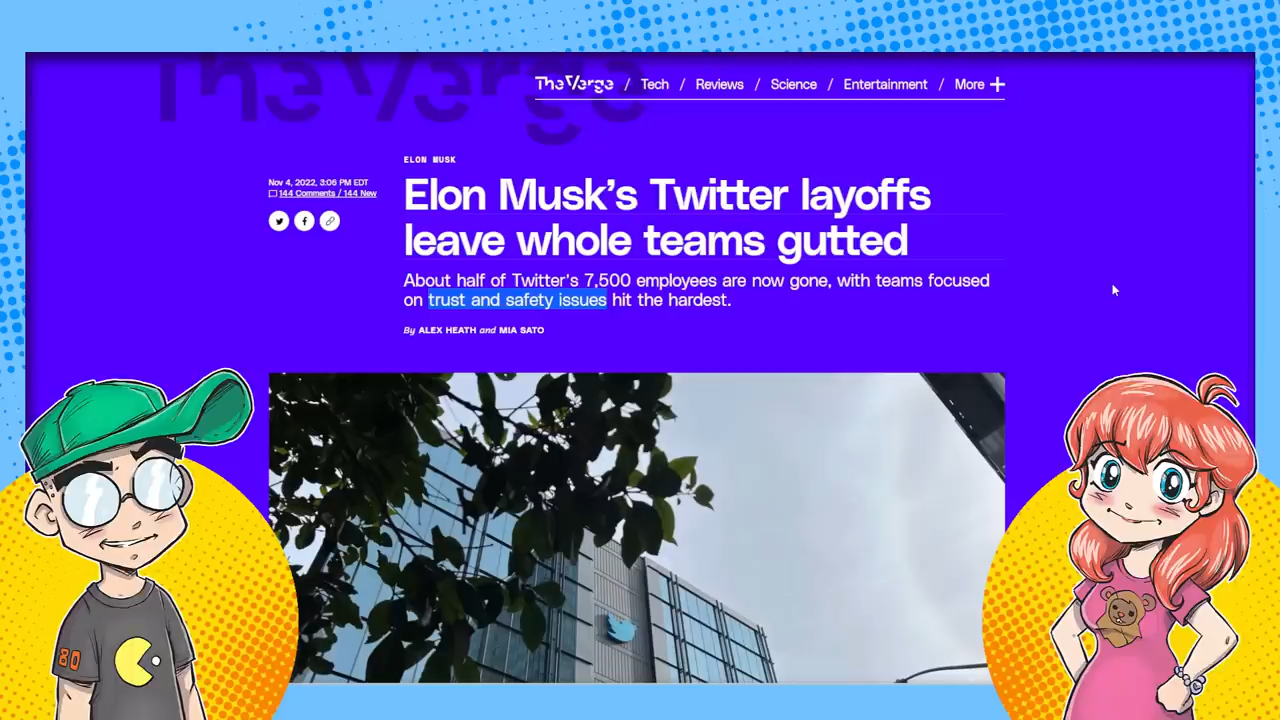 The Verge
The Verge / Tech / Reviews / Science / Entertainment / More +
ELON MUSK
Nov 4, 2022, 3:06 PM EDT
144 Comments / 144 New
Elon Musk’s Twitter layoffs
leave whole teams gutted
About half of Twitter’s 7,500 employees are now gone, with teams focused
on trust and safety issues hit the hardest.
By ALEX HEATH and MIA SATO
80